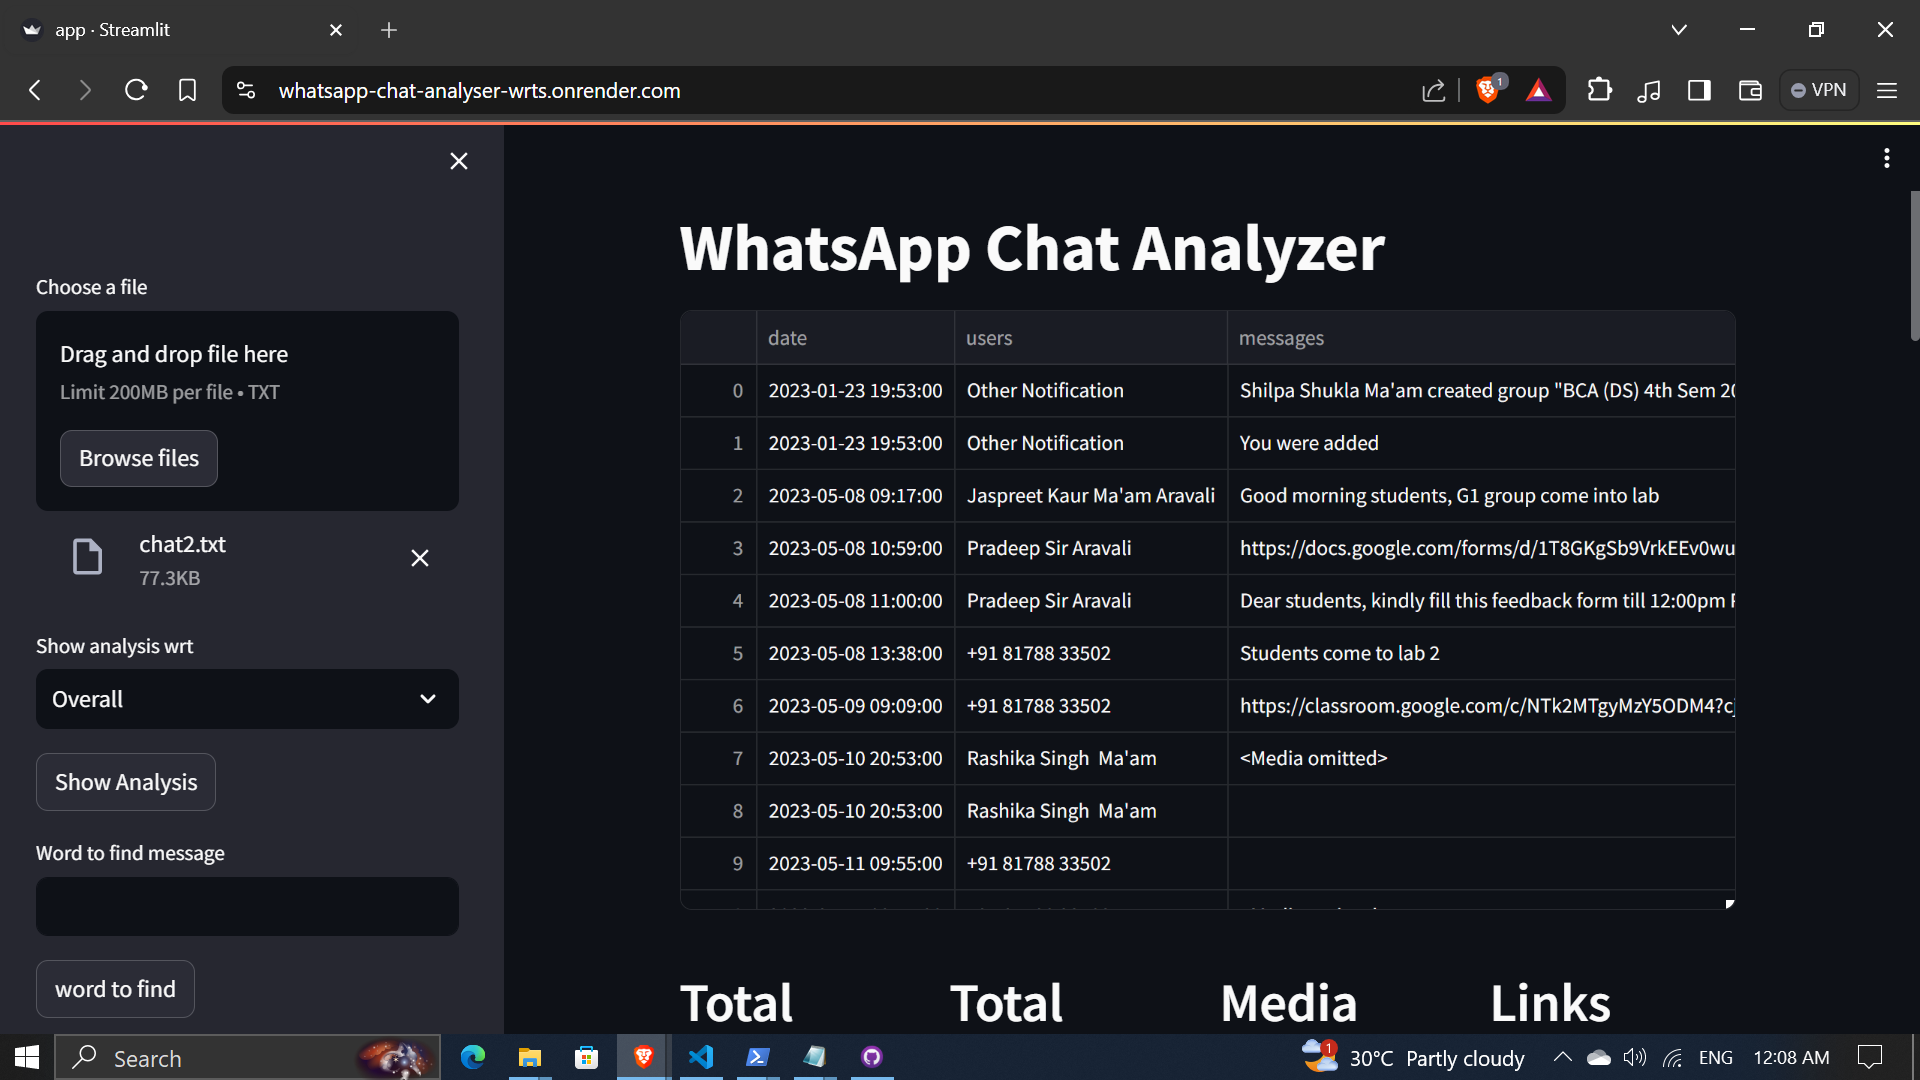 app · Streamlit
whatsapp-chat-analyser-wrts.onrender.com
1
VPN
Choose a file
Drag and drop file here
Limit 200MB per file • TXT
Browse files
chat2.txt
77.3KB
Show analysis wrt
Overall
Show Analysis
Word to find message
word to find
WhatsApp Chat Analyzer
date users messages
0 2023-01-23 19:53:00 Other Notification Shilpa Shukla Ma'am created group "BCA (DS) 4th Sem
1 2023-01-23 19:53:00 Other Notification You were added
2 2023-05-08 09:17:00 Jaspreet Kaur Ma'am Aravali Good morning students, G1 group come into lab
3 2023-05-08 10:59:00 Pradeep Sir Aravali https://docs.google.com/forms/d/1T8GKgSb9VrkEEv0wu
4 2023-05-08 11:00:00 Pradeep Sir Aravali Dear students, kindly fill this feedback form till 12:00pm
5 2023-05-08 13:38:00 +91 81788 33502 Students come to lab 2
6 2023-05-09 09:09:00 +91 81788 33502 https://classroom.google.com/c/NTk2MTgyMzY5ODM4?cj
7 2023-05-10 20:53:00 Rashika Singh  Ma'am <Media omitted>
8 2023-05-10 20:53:00 Rashika Singh  Ma'am
9 2023-05-11 09:55:00 +91 81788 33502
Total Total Media Links
Search
1
30°C Partly cloudy
ENG
12:08 AM